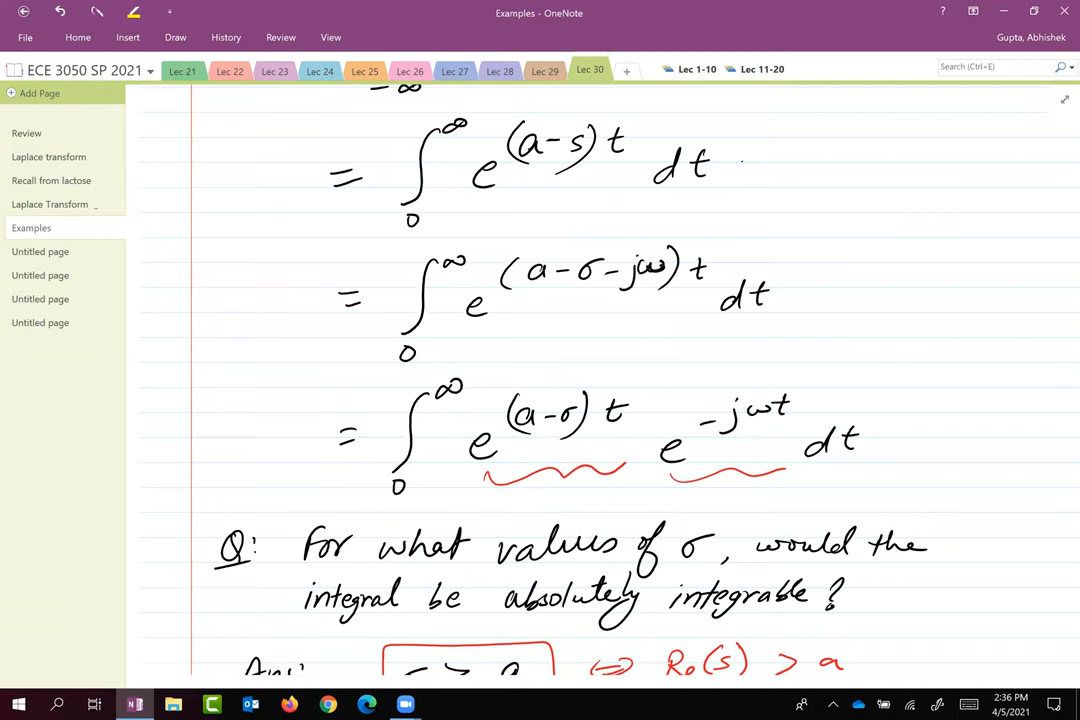 Examples - OneNote
?
File Home Insert Draw History Review View
Gupta, Abhishek
ECE 3050 SP 2021
Lec 21 Lec 22 Lec 23 Lec 24 Lec 25 Lec 26 Lec 27 Lec 28 Lec 29 Lec 30 +
Lec 1-10 Lec 11-20
Search (Ctrl+E)
Add Page
Review
Laplace transform
Recall from lactose
Laplace Transform _
Examples
Untitled page
Untitled page
Untitled page
Untitled page
-∞
= ∫₀^∞ e^{(a-s)t} dt
= ∫₀^∞ e^{(a-σ-jω)t} dt
= ∫₀^∞ e^{(a-σ)t} e^{-jωt} dt
Q: For what values of σ, would the
integral be absolutely integrable?
Ans: σ > a ⇔ Re(s) > a
2:36 PM
4/5/2021